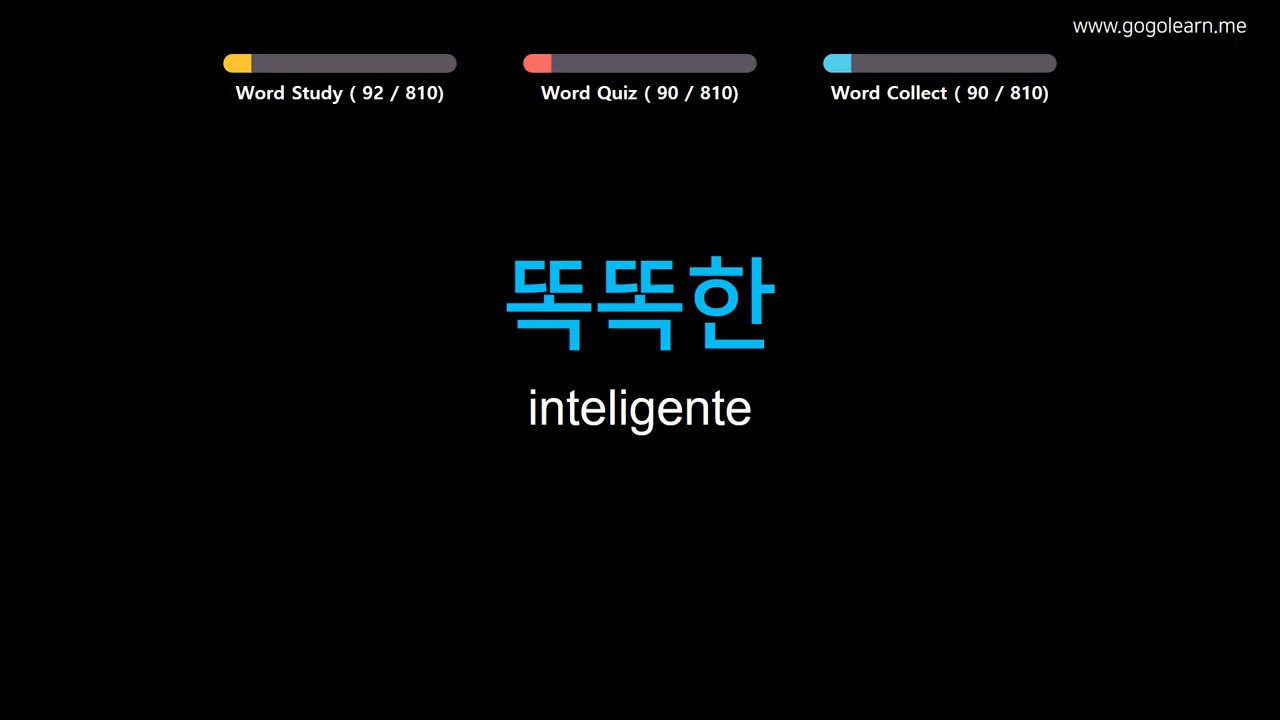 www.gogolearn.me
Word Study ( 92 / 810)
Word Quiz ( 90 / 810)
Word Collect ( 90 / 810)
똑똑한
inteligente